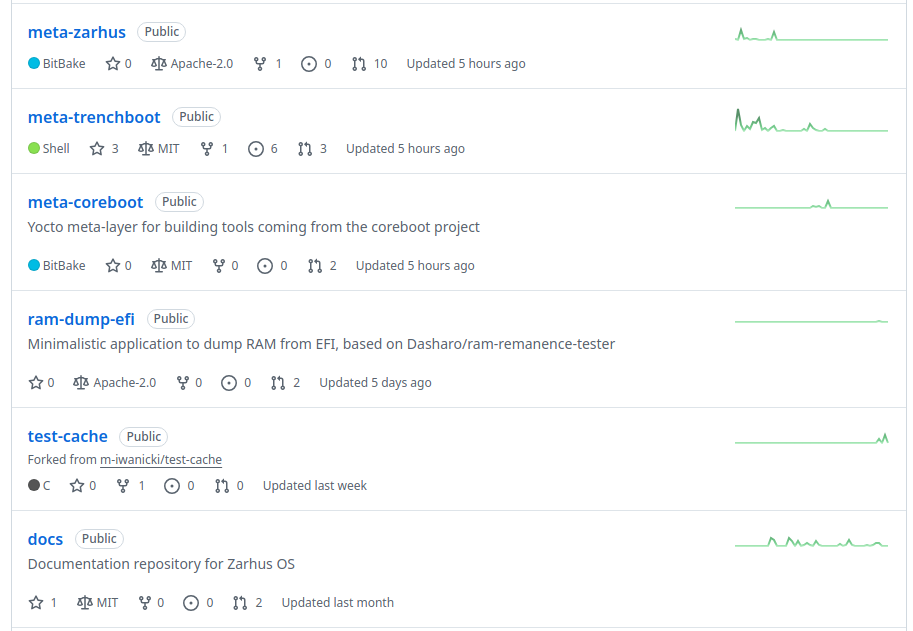 meta-zarhus Public
BitBake 0 Apache-2.0 1 0 10 Updated 5 hours ago
meta-trenchboot Public
Shell 3 MIT 1 6 3 Updated 5 hours ago
meta-coreboot Public
Yocto meta-layer for building tools coming from the coreboot project
BitBake 0 MIT 0 0 2 Updated 5 hours ago
ram-dump-efi Public
Minimalistic application to dump RAM from EFI, based on Dasharo/ram-remanence-tester
0 Apache-2.0 0 0 2 Updated 5 days ago
test-cache Public
Forked from m-iwanicki/test-cache
C 0 1 0 0 Updated last week
docs Public
Documentation repository for Zarhus OS
1 MIT 0 0 2 Updated last month